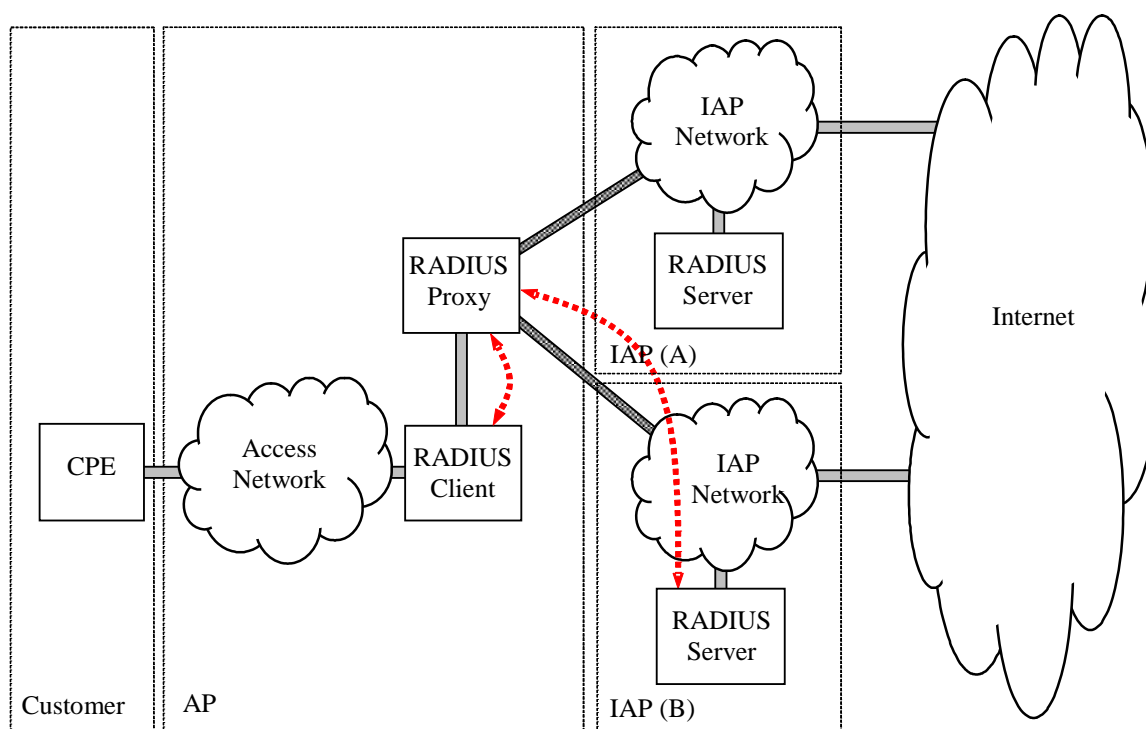 IAP
Network
RADIUS
Server
IAP (A)
RADIUS
Proxy
Internet
CPE
Access
Network
RADIUS
Client
IAP
Network
RADIUS
Server
Customer
AP
IAP (B)